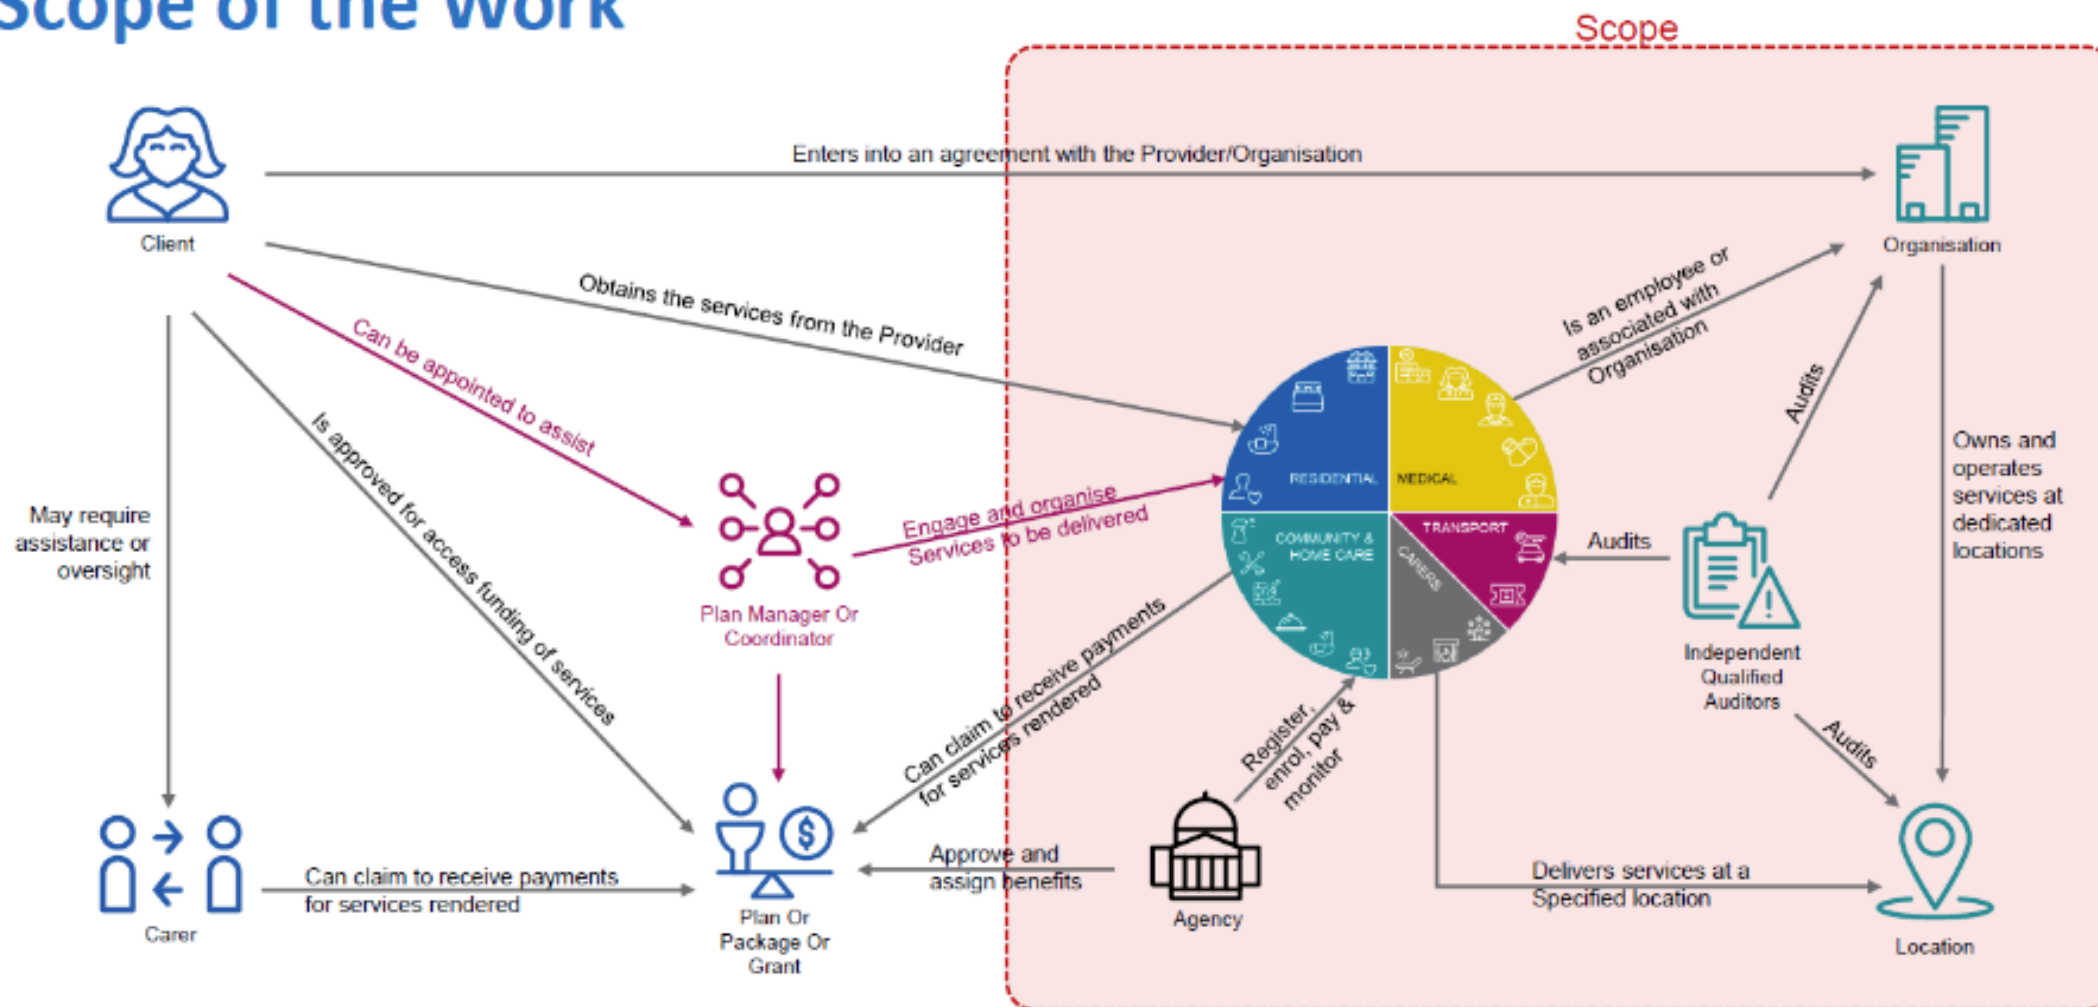 Scope of the Work
Scope
Enters into an agreement with the Provider/Organisation
Client
Organisation
Obtains the services from the Provider
Is an employee or
associated with
Organisation
Can be appointed to assist
Audits
Is approved for access funding of services
Owns and
operates
services at
dedicated
locations
May require
assistance or
oversight
RESIDENTIAL
MEDICAL
Engage and organise
Services to be delivered
COMMUNITY &
HOME CARE
TRANSPORT
CARERS
Audits
Plan Manager Or
Coordinator
Independent
Qualified
Auditors
Can claim to receive payments
for services rendered
Register,
enrol, pay &
monitor
Audits
Approve and
assign benefits
Can claim to receive payments
for services rendered
Delivers services at a
Specified location
Carer
Plan Or
Package Or
Grant
Agency
Location